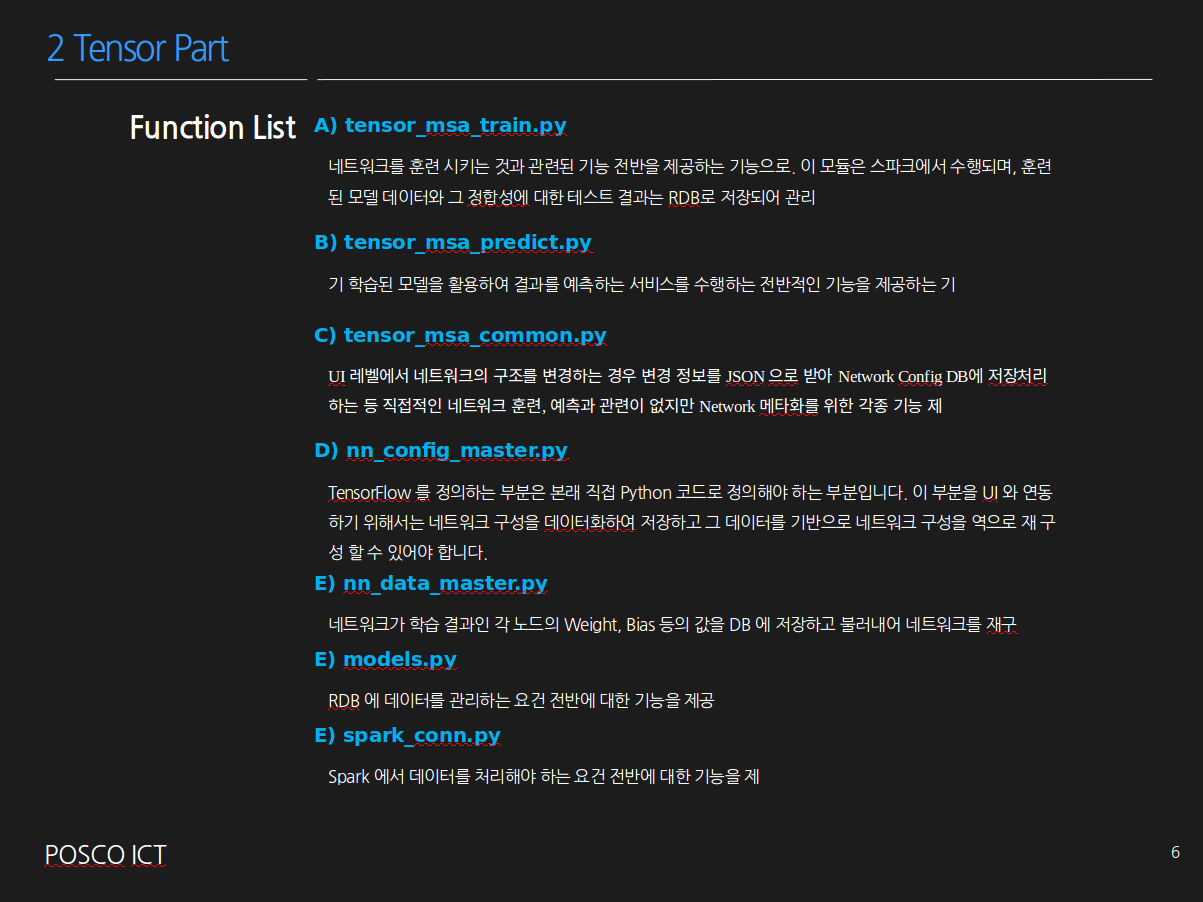 2 Tensor Part
Function List
A) tensor_msa_train.py
네트워크를 훈련 시키는 것과 관련된 기능 전반을 제공하는 기능으로. 이 모듈은 스파크에서 수행되며, 훈련
된 모델 데이터와 그 정합성에 대한 테스트 결과는 RDB로 저장되어 관리
B) tensor_msa_predict.py
기 학습된 모델을 활용하여 결과를 예측하는 서비스를 수행하는 전반적인 기능을 제공하는 기
C) tensor_msa_common.py
UI 레벨에서 네트워크의 구조를 변경하는 경우 변경 정보를 JSON 으로 받아 Network Config DB에 저장처리
하는 등 직접적인 네트워크 훈련, 예측과 관련이 없지만 Network 메타화를 위한 각종 기능 제
D) nn_config_master.py
TensorFlow 를 정의하는 부분은 본래 직접 Python 코드로 정의해야 하는 부분입니다. 이 부분을 UI 와 연동
하기 위해서는 네트워크 구성을 데이터화하여 저장하고 그 데이터를 기반으로 네트워크 구성을 역으로 재 구
성 할 수 있어야 합니다.
E) nn_data_master.py
네트워크가 학습 결과인 각 노드의 Weight, Bias 등의 값을 DB 에 저장하고 불러내어 네트워크를 재구
E) models.py
RDB 에 데이터를 관리하는 요건 전반에 대한 기능을 제공
E) spark_conn.py
Spark 에서 데이터를 처리해야 하는 요건 전반에 대한 기능을 제
POSCO ICT
6